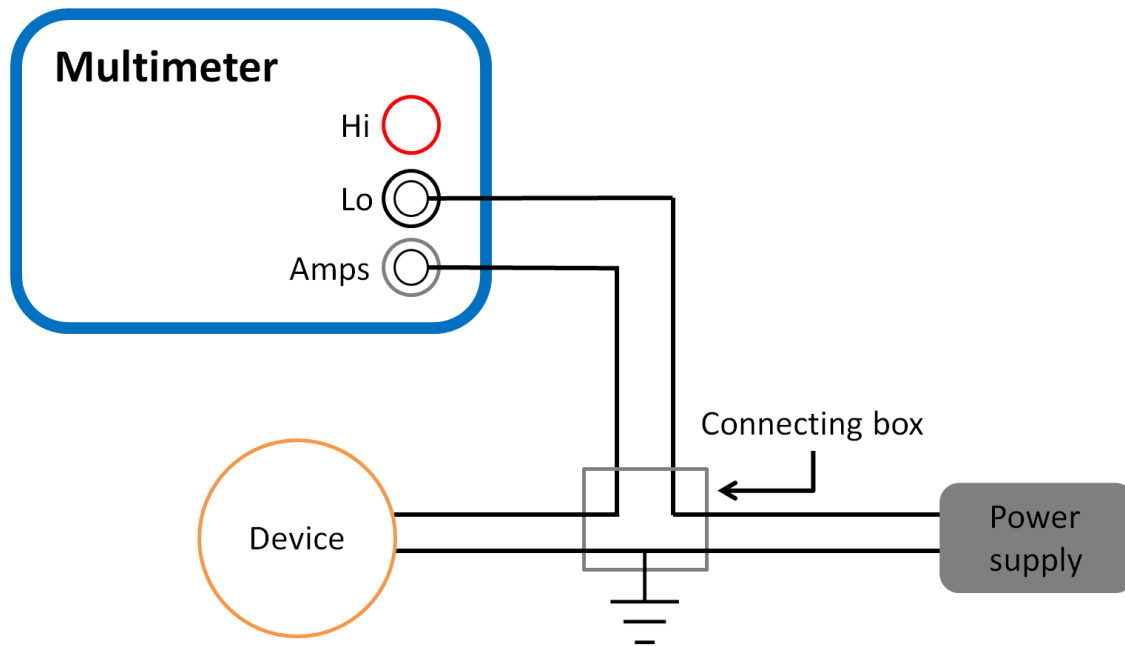 Multimeter
Hi
Lo
Amps
Connecting box
Device
Power
supply